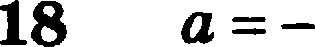 18 a = −